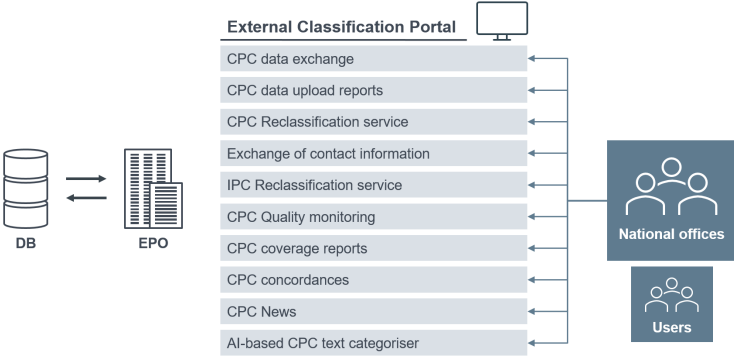 External Classification Portal
CPC data exchange
CPC data upload reports
CPC Reclassification service
Exchange of contact information
IPC Reclassification service
CPC Quality monitoring
CPC coverage reports
CPC concordances
CPC News
AI-based CPC text categoriser
DB
EPO
National offices
Users